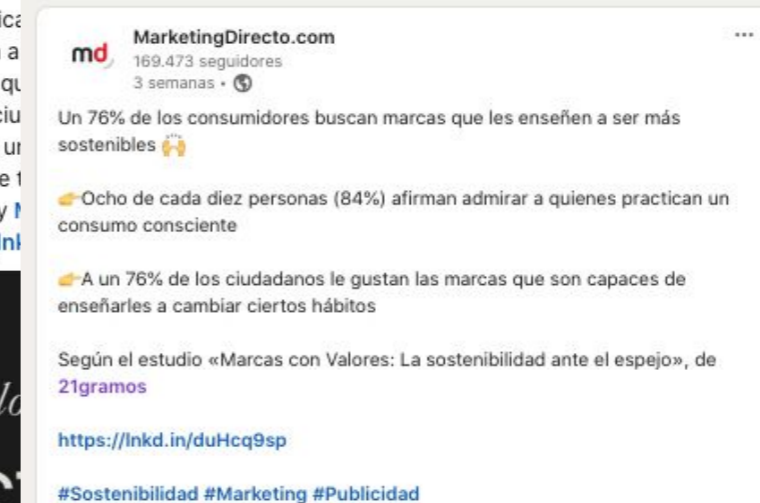 md
MarketingDirecto.com
169.473 seguidores
3 semanas •
Un 76% de los consumidores buscan marcas que les enseñen a ser más
sostenibles 🙌
👉Ocho de cada diez personas (84%) afirman admirar a quienes practican un
consumo consciente
👉A un 76% de los ciudadanos le gustan las marcas que son capaces de
enseñarles a cambiar ciertos hábitos
Según el estudio «Marcas con Valores: La sostenibilidad ante el espejo», de
21gramos
https://lnkd.in/duHcq9sp
#Sostenibilidad #Marketing #Publicidad